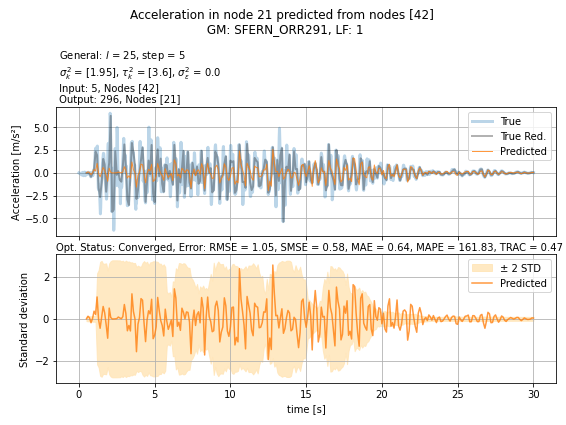 Acceleration in node 21 predicted from nodes [42]
GM: SFERN_ORR291, LF: 1
General: l = 25, step = 5
σ²ₖ = [1.95], τ²ₖ = [3.6], σ²ε = 0.0
Input: 5, Nodes [42]
Output: 296, Nodes [21]
Acceleration [m/s²]
5.0
2.5
0.0
−2.5
−5.0
True
True Red.
Predicted
Opt. Status: Converged, Error: RMSE = 1.05, SMSE = 0.58, MAE = 0.64, MAPE = 161.83, TRAC = 0.47
Standard deviation
2
0
−2
± 2 STD
Predicted
0 5 10 15 20 25 30
time [s]